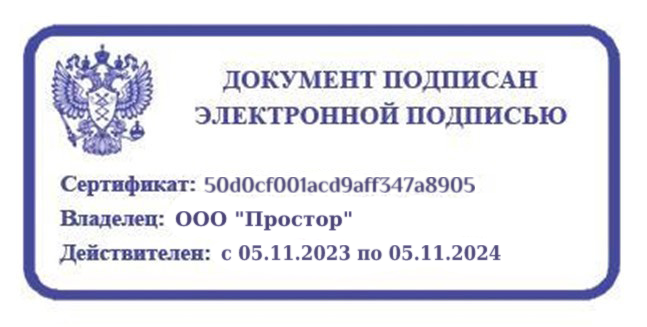 ДОКУМЕНТ ПОДПИСАН
ЭЛЕКТРОННОЙ ПОДПИСЬЮ
Сертификат: 50d0cf001acd9aff347a8905
Владелец: ООО "Простор"
Действителен: с 05.11.2023 по 05.11.2024